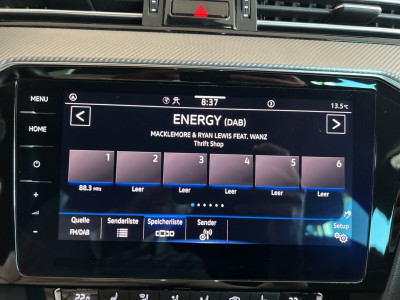 MENU
8:37
13.5°C
HOME
ENERGY (DAB)
MACKLEMORE & RYAN LEWIS FEAT. WANZ
Thrift Shop
1 2 3 4 5 6
88.3 MHz Leer Leer Leer Leer Leer
+
-
Quelle Senderliste Speicherliste Sender Setup
FM/DAB
22